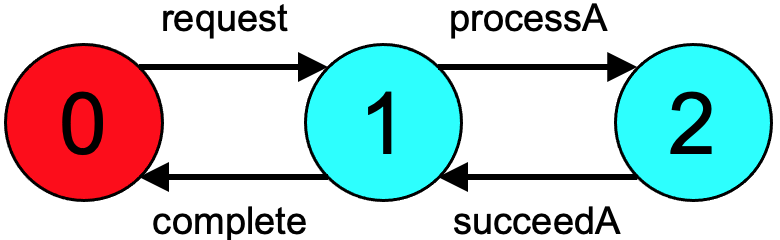 request processA
0 1 2
complete succeedA